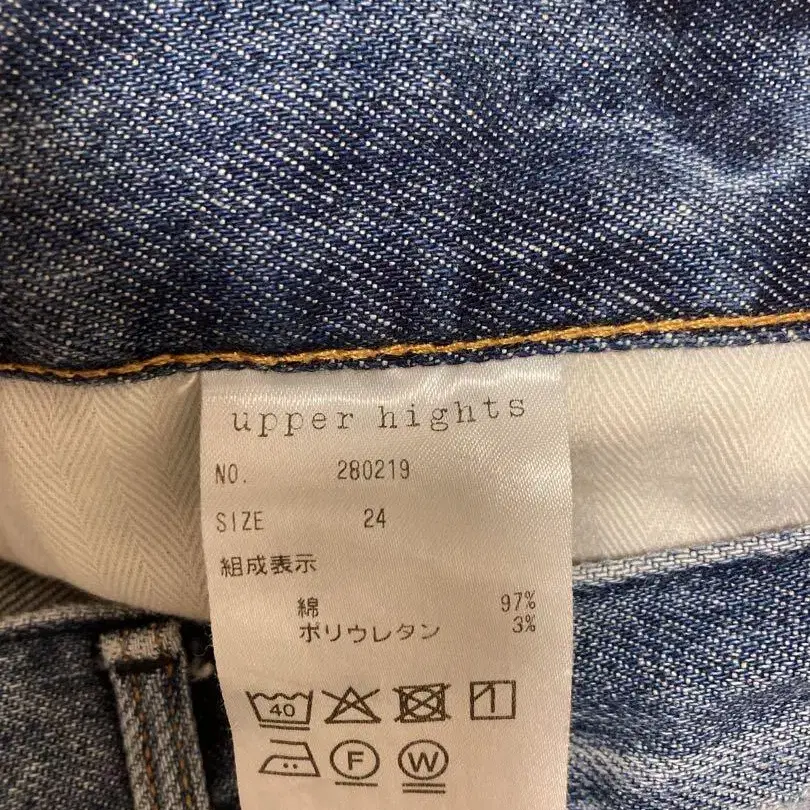 upper hights
NO. 280219
SIZE 24
組成表示
綿 97%
ポリウレタン 3%
40
F W